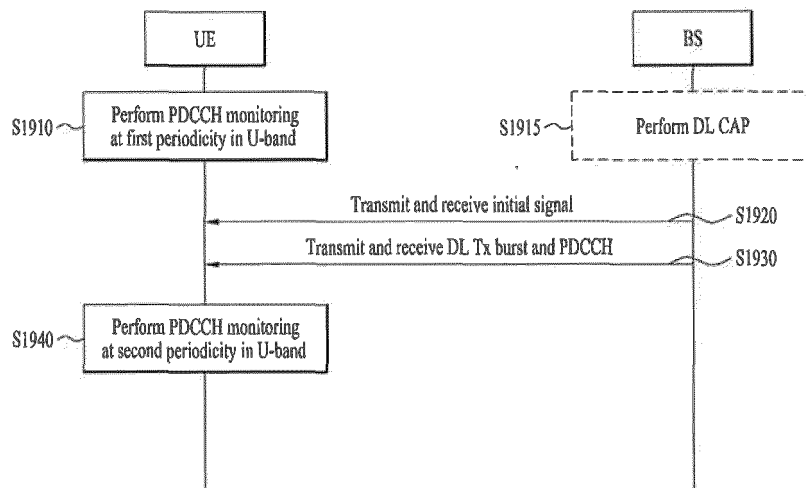 UE
BS
S1910
Perform PDCCH monitoring
at first periodicity in U-band
S1915
Perform DL CAP
Transmit and receive initial signal
S1920
Transmit and receive DL Tx burst and PDCCH
S1930
S1940
Perform PDCCH monitoring
at second periodicity in U-band